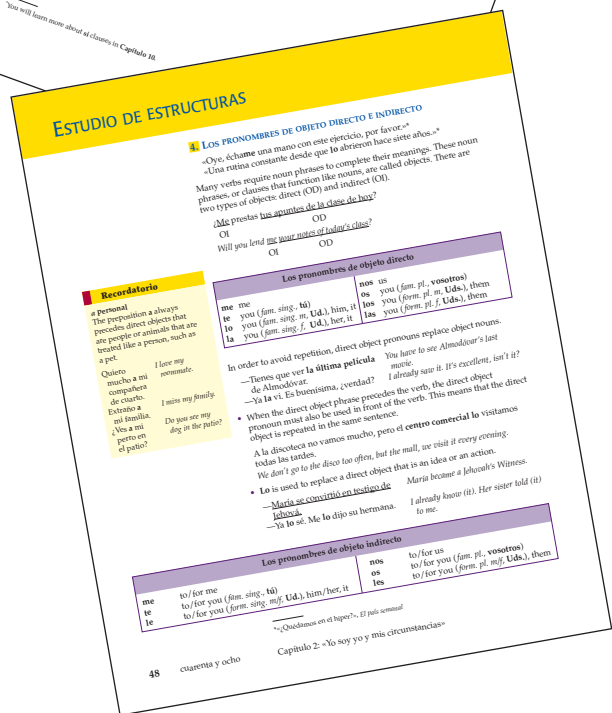 *You will learn more about si clauses in Capítulo 10.
ESTUDIO DE ESTRUCTURAS
4. LOS PRONOMBRES DE OBJETO DIRECTO E INDIRECTO
«Oye, échame una mano con este ejercicio, por favor.»*
«Una rutina constante desde que lo abrieron hace siete años.»*
Many verbs require noun phrases to complete their meanings. These noun
phrases, or clauses that function like nouns, are called objects. There are
two types of objects: direct (OD) and indirect (OI).
¿Me prestas tus apuntes de la clase de hoy?
OI OD
Will you lend me your notes of today's class?
OI OD
Recordatorio
a Personal
The preposition a always
precedes direct objects that
are people or animals that are
treated like a person, such as
a pet.
Quiero I love my
mucho a mi roommate.
compañera
de cuarto.
Extraño a I miss my family.
mi familia.
¿Ves a mi Do you see my
perro en dog in the patio?
el patio?
Los pronombres de objeto directo
me me nos us
te you (fam. sing., tú) os you (fam. pl., vosotros)
lo you (form. sing. m, Ud.), him, it los you (form. pl. m, Uds.), them
la you (form. sing. f, Ud.), her, it las you (form. pl. f, Uds.), them
In order to avoid repetition, direct object pronouns replace object nouns.
—Tienes que ver la última película You have to see Almodóvar's last
de Almodóvar. movie.
—Ya la vi. Es buenísima, ¿verdad? I already saw it. It's excellent, isn't it?
• When the direct object phrase precedes the verb, the direct object
pronoun must also be used in front of the verb. This means that the direct
object is repeated in the same sentence.
A la discoteca no vamos mucho, pero el centro comercial lo visitamos
todas las tardes.
We don't go to the disco too often, but the mall, we visit it every evening.
• Lo is used to replace a direct object that is an idea or an action.
—María se convirtió en testigo de María became a Jehovah's Witness.
Jehová.
—Ya lo sé. Me lo dijo su hermana. I already know (it). Her sister told (it)
to me.
Los pronombres de objeto indirecto
me to/for me nos to/for us
te to/for you (fam. sing., tú) os to/for you (fam. pl., vosotros)
le to/for you (form. sing. m/f, Ud.), him/her, it les to/for you (form. pl. m/f, Uds.), them
*«¿Quedamos en el híper?», El país semanal
48 cuarenta y ocho Capítulo 2: «Yo soy yo y mis circunstancias»